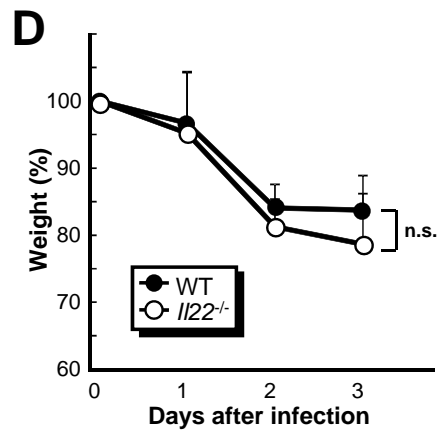 D
Weight (%)
100
90
80
70
60
n.s.
WT
Il22-/-
0 1 2 3
Days after infection